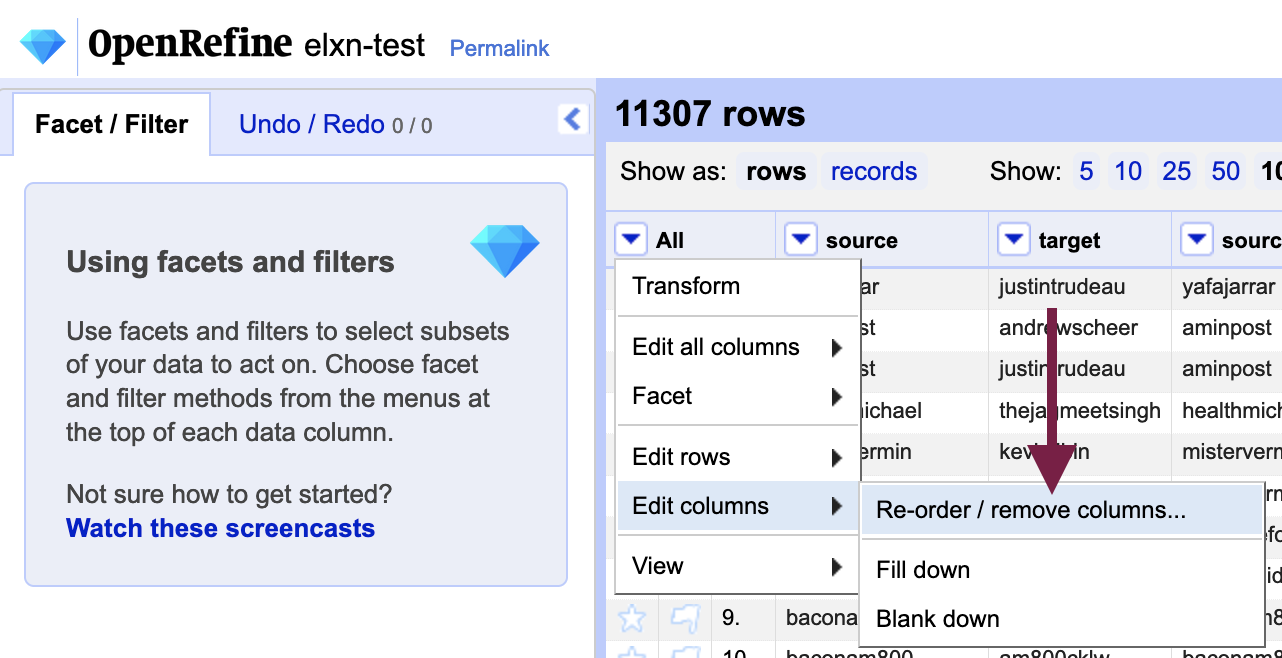 OpenRefine elxn-test Permalink
Facet / Filter Undo / Redo 0 / 0
Using facets and filters
Use facets and filters to select subsets
of your data to act on. Choose facet
and filter methods from the menus at
the top of each data column.
Not sure how to get started?
Watch these screencasts
11307 rows
Show as: rows records Show: 5 10 25 50 10
All source target sourc
Transform
Edit all columns
Facet
Edit rows
Edit columns
View
Re-order / remove columns...
Fill down
Blank down
ar justintrudeau yafajarrar
st andrewscheer aminpost
st justintrudeau aminpost
ichael thejagmeetsingh healthmich
ermin misterverm
9. bacona
10. baconam800 am800cklw baconam8